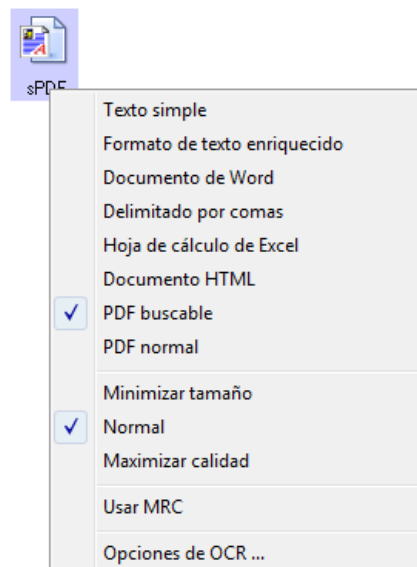 sPDF
Texto simple
Formato de texto enriquecido
Documento de Word
Delimitado por comas
Hoja de cálculo de Excel
Documento HTML
PDF buscable
PDF normal
Minimizar tamaño
Normal
Maximizar calidad
Usar MRC
Opciones de OCR ...